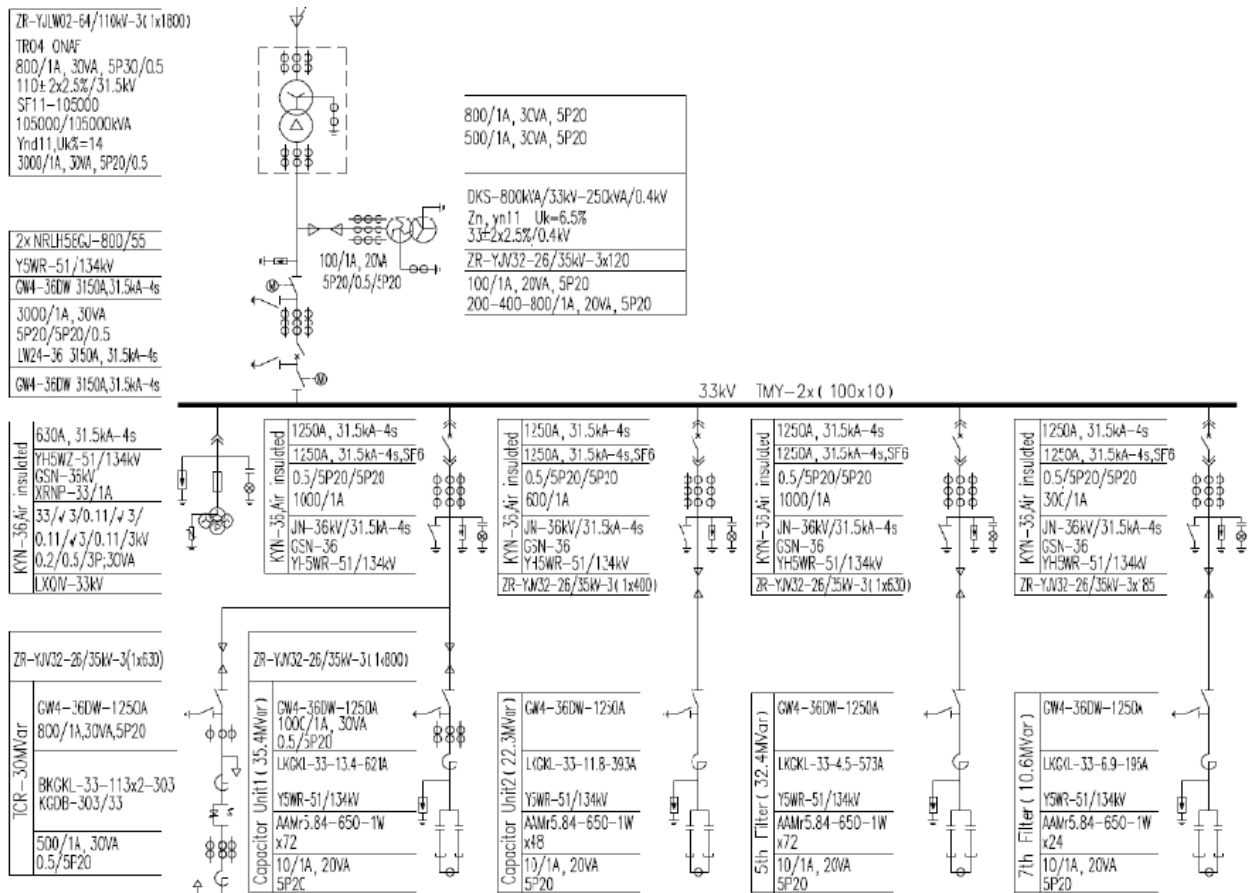 ZR-YJLW02-64/110kV-3(1x1800)
TR04 ONAF
800/1A, 30VA, 5P30/0.5
110±2x2.5%/31.5kV
SF11-105000
105000/105000kVA
Ynd11,Uk%=14
3000/1A, 30VA, 5P20/0.5
800/1A, 30VA, 5P20
500/1A, 30VA, 5P20
DKS-800kVA/33kV-250kVA/0.4kV
Zn, yn11 Uk=6.5%
33±2x2.5%/0.4kV
ZR-YJV32-26/35kV-3x120
100/1A, 20VA, 5P20
200-400-800/1A, 20VA, 5P20
100/1A, 20VA
5P20/0.5/5P20
M
M
Y5WR-51/134kV
GW4-36DW 3150A,31.5kA-4s
3000/1A, 30VA
5P20/5P20/0.5
LW24-36 3150A, 31.5kA-4s
GW4-36DW 3150A,31.5kA-4s
33kV TMY-2x(100x10)
KYN-36,Air insulated
630A, 31.5kA-4s
YH5WZ-51/134kV
GSN-36kV
XRNP-33/1A
33/√3/0.11/√3/
0.11/√3/0.11/3kV
0.2/0.5/3P;30VA
LXQIV-33kV
KYN-36,Air insulated
1250A, 31.5kA-4s
1250A, 31.5kA-4s,SF6
0.5/5P20/5P20
1000/1A
JN-36kV/31.5kA-4s
GSN-36
YH5WR-51/134kV
KYN-36,Air insulated
1250A, 31.5kA-4s
1250A, 31.5kA-4s,SF6
0.5/5P20/5P20
600/1A
JN-36kV/31.5kA-4s
GSN-36
YH5WR-51/134kV
ZR-YJV32-26/35kV-3(1x400)
KYN-36,Air insulated
1250A, 31.5kA-4s
1250A, 31.5kA-4s,SF6
0.5/5P20/5P20
1000/1A
JN-36kV/31.5kA-4s
GSN-36
YH5WR-51/134kV
ZR-YJV32-26/35kV-3(1x630)
KYN-36,Air insulated
1250A, 31.5kA-4s
1250A, 31.5kA-4s,SF6
0.5/5P20/5P20
300/1A
JN-36kV/31.5kA-4s
GSN-36
YH5WR-51/134kV
ZR-YJV32-26/35kV-3x185
ZR-YJV32-26/35kV-3(1x630)
TCR-30MVar
GW4-36DW-1250A
800/1A,30VA,5P20
BKGKL-33-113x2-303
KGDB-303/33
500/1A, 30VA
0.5/5P20
ZR-YJV32-26/35kV-3(1x800)
Capacitor Unit1(35.4MVar)
GW4-36DW-1250A
1000/1A, 30VA
0.5/5P20
LKGKL-33-13.4-621A
Y5WR-51/134kV
AAMr5.84-650-1W
x72
10/1A, 20VA
5P20
Capacitor Unit2(22.3MVar)
GW4-36DW-1250A
LKGKL-33-11.8-393A
Y5WR-51/134kV
AAMr5.84-650-1W
x48
10/1A, 20VA
5P20
5th Filter(32.4MVar)
GW4-36DW-1250A
LKGKL-33-4.5-573A
Y5WR-51/134kV
AAMr5.84-650-1W
x72
10/1A, 20VA
5P20
7th Filter(10.6MVar)
GW4-36DW-1250A
LKGKL-33-6.9-195A
Y5WR-51/134kV
AAMr5.84-650-1W
x24
10/1A, 20VA
5P20